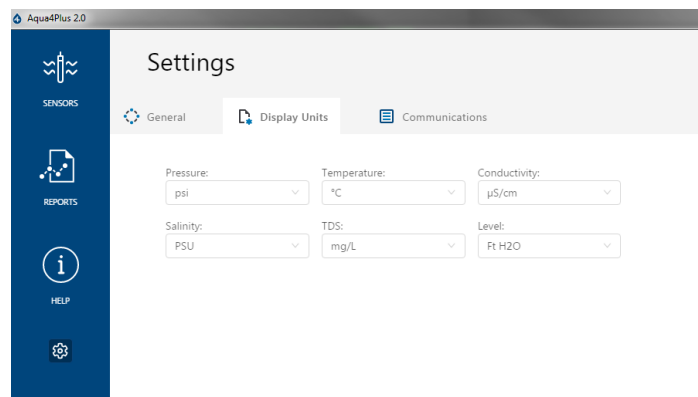 Aqua4Plus 2.0
Settings
SENSORS
General Display Units Communications
Pressure: Temperature: Conductivity:
psi °C µS/cm
REPORTS
Salinity: TDS: Level:
PSU mg/L Ft H2O
i
HELP